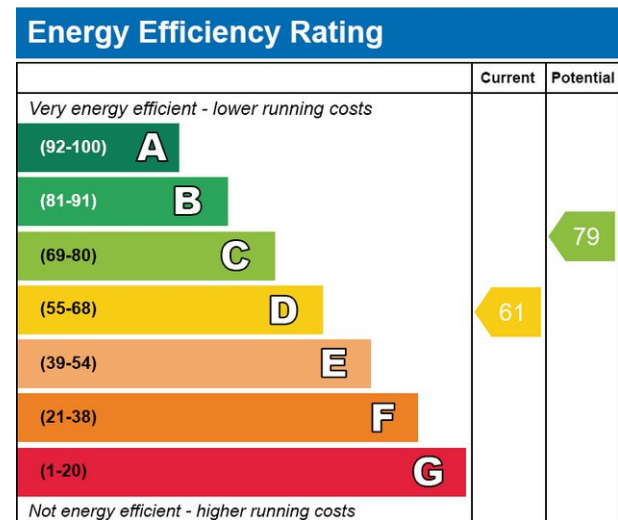 Energy Efficiency Rating
Current Potential
Very energy efficient - lower running costs
(92-100) A
(81-91) B
(69-80) C
79
(55-68) D
61
(39-54) E
(21-38) F
(1-20) G
Not energy efficient - higher running costs